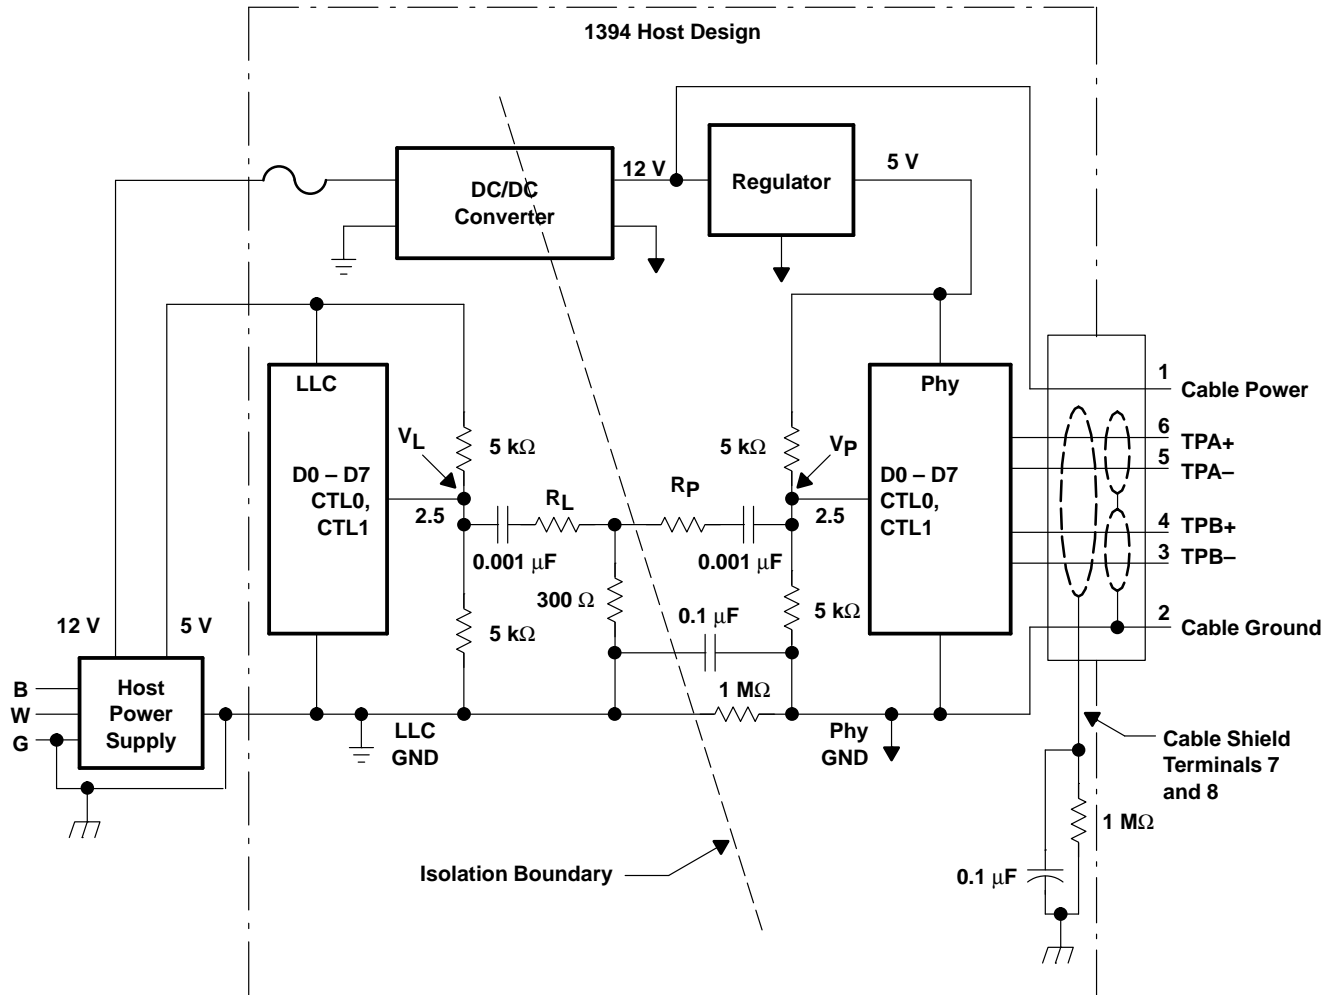 1394 Host Design
12 V
5 V
DC/DC
Converter
Regulator
LLC
Phy
1
Cable Power
VL
5 kΩ
5 kΩ
VP
6
TPA+
5
TPA–
D0 – D7
CTL0,
CTL1
D0 – D7
CTL0,
CTL1
RL
RP
2.5
2.5
4
TPB+
3
TPB–
0.001 μF
0.001 μF
300 Ω
0.1 μF
5 kΩ
5 kΩ
2
Cable Ground
12 V
5 V
B
W
G
Host
Power
Supply
1 MΩ
LLC
GND
Phy
GND
Cable Shield
Terminals 7
and 8
1 MΩ
0.1 μF
Isolation Boundary